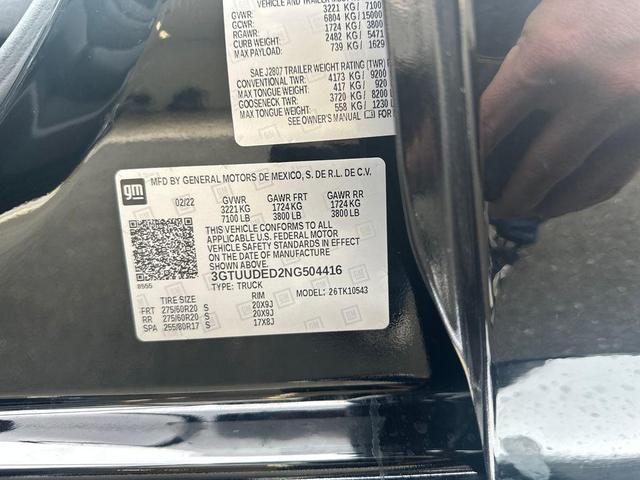 VEHICLE AND TRAILER
GVWR: 3221 KG / 7100
GCWR: 6804 KG / 15000
RGAWR: 1724 KG / 3800
CURB WEIGHT: 2482 KG / 5471
MAX PAYLOAD: 739 KG / 1629
SAE J2807 TRAILER WEIGHT RATING (TWR)
CONVENTIONAL TWR: 4173 KG / 9200
MAX TONGUE WEIGHT: 417 KG / 920
GOOSENECK TWR: 3720 KG / 8200
MAX TONGUE WEIGHT: 558 KG / 1230 L
SEE OWNER'S MANUAL FOR
gm
MFD BY GENERAL MOTORS DE MEXICO, S. DE R.L. DE C.V.
02/22 GVWR GAWR FRT GAWR RR
3221 KG 1724 KG 1724 KG
7100 LB 3800 LB 3800 LB
THIS VEHICLE CONFORMS TO ALL
APPLICABLE U.S. FEDERAL MOTOR
VEHICLE SAFETY STANDARDS IN EFFECT
ON THE DATE OF MANUFACTURE
SHOWN ABOVE.
3GTUUDED2NG504416
8555 TYPE: TRUCK MODEL: 26TK10543
TIRE SIZE RIM
FRT 275/60R20 S 20X9J
RR 275/60R20 S 20X9J
SPA 255/80R17 S 17X8J